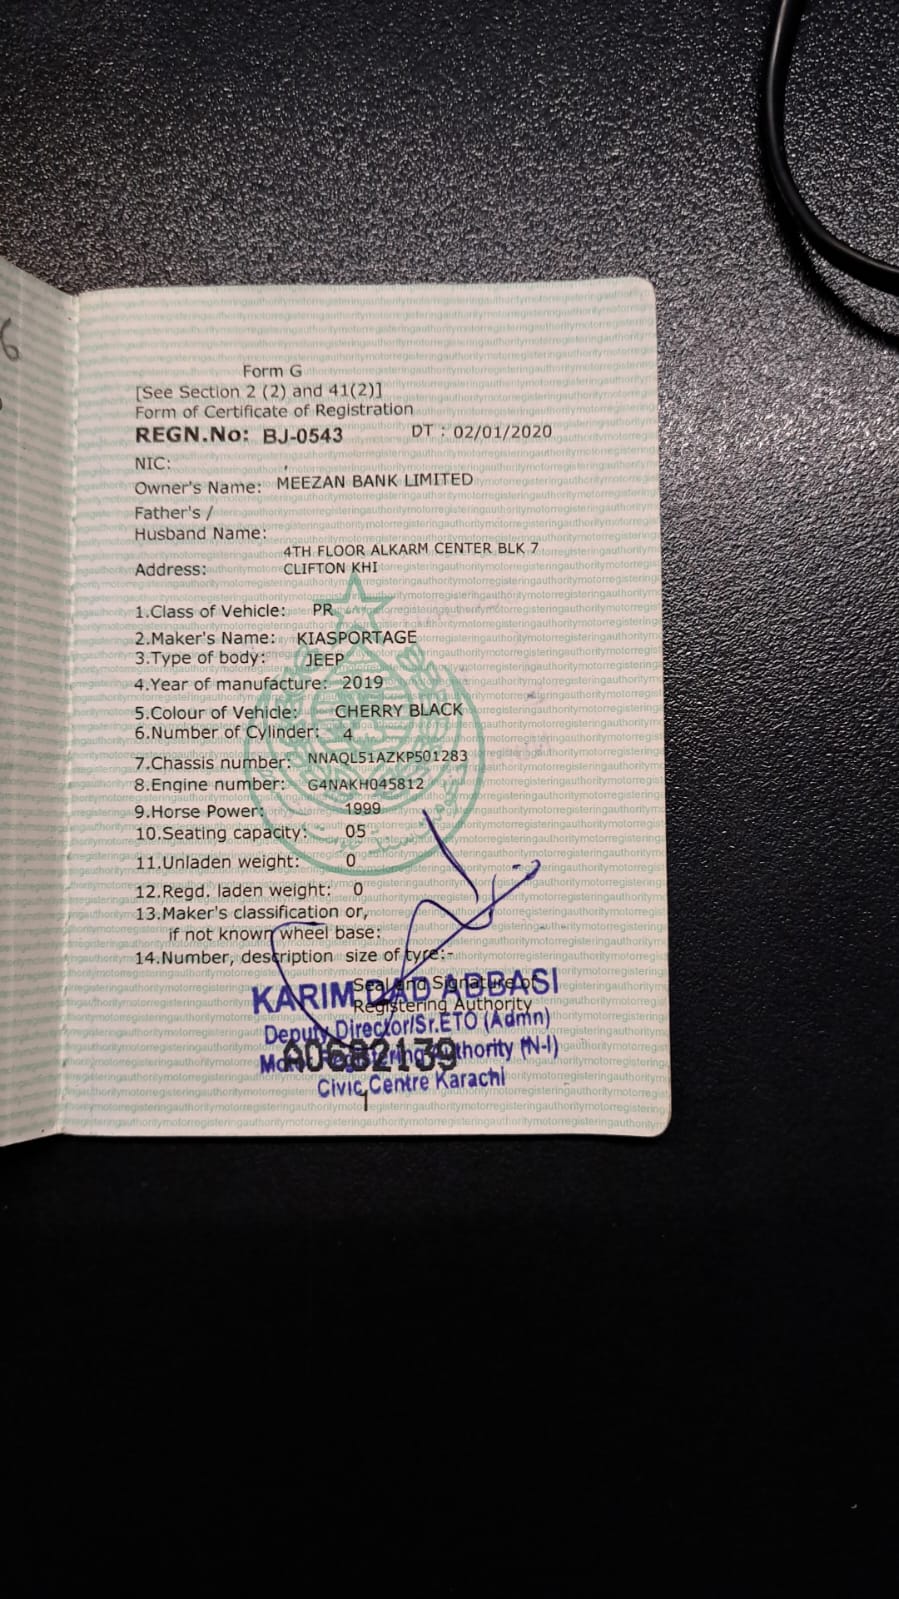 6
Form G
[See Section 2 (2) and 41(2)]
Form of Certificate of Registration
REGN.No: BJ-0543 DT : 02/01/2020
NIC:
Owner's Name: MEEZAN BANK LIMITED
Father's /
Husband Name:
4TH FLOOR ALKARM CENTER BLK 7
Address: CLIFTON KHI
1.Class of Vehicle: PR
2.Maker's Name: KIASPORTAGE
3.Type of body: JEEP
4.Year of manufacture: 2019
5.Colour of Vehicle: CHERRY BLACK
6.Number of Cylinder: 4
7.Chassis number: NNAQL51AZKP501283
8.Engine number: G4NAKH045812
9.Horse Power: 1999
10.Seating capacity: 05
11.Unladen weight: 0
12.Regd. laden weight: 0
13.Maker's classification or,
if not known wheel base:
14.Number, description size of tyre:-
Seal and Signature of
Registering Authority
KARIM DAD ABBASI
Deputy Director/Sr.ETO (Admn)
Authority (N-I)
A0682139
Civic Centre Karachi